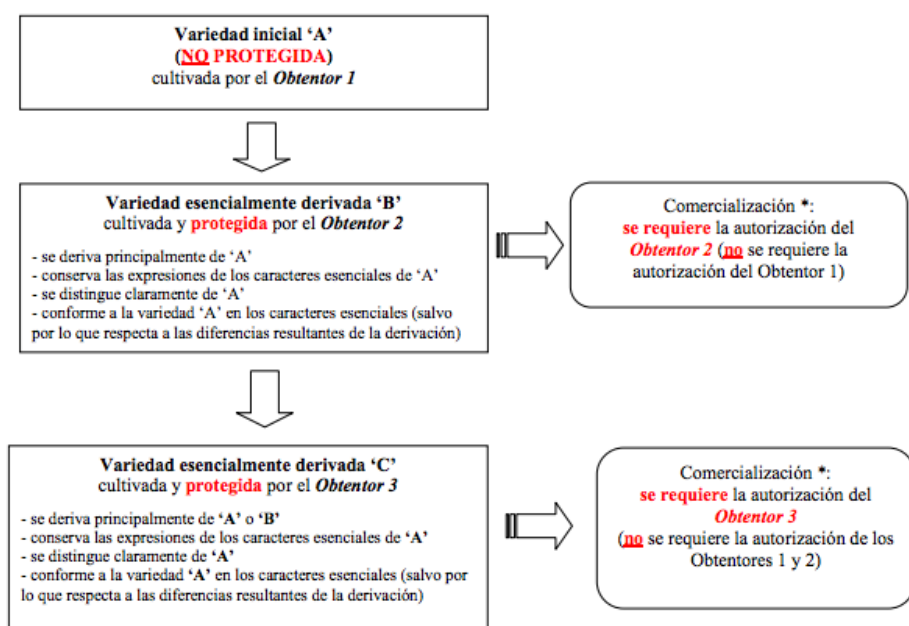 Variedad inicial ‘A’
(NO PROTEGIDA)
cultivada por el Obtentor 1
Variedad esencialmente derivada ‘B’
cultivada y protegida por el Obtentor 2
- se deriva principalmente de ‘A’
- conserva las expresiones de los caracteres esenciales de ‘A’
- se distingue claramente de ‘A’
- conforme a la variedad ‘A’ en los caracteres esenciales (salvo
por lo que respecta a las diferencias resultantes de la derivación)
Comercialización *:
se requiere la autorización del
Obtentor 2 (no se requiere la
autorización del Obtentor 1)
Variedad esencialmente derivada ‘C’
cultivada y protegida por el Obtentor 3
- se deriva principalmente de ‘A’ o ‘B’
- conserva las expresiones de los caracteres esenciales de ‘A’
- se distingue claramente de ‘A’
- conforme a la variedad ‘A’ en los caracteres esenciales (salvo por
lo que respecta a las diferencias resultantes de la derivación)
Comercialización *:
se requiere la autorización del
Obtentor 3
(no se requiere la autorización de los
Obtentores 1 y 2)